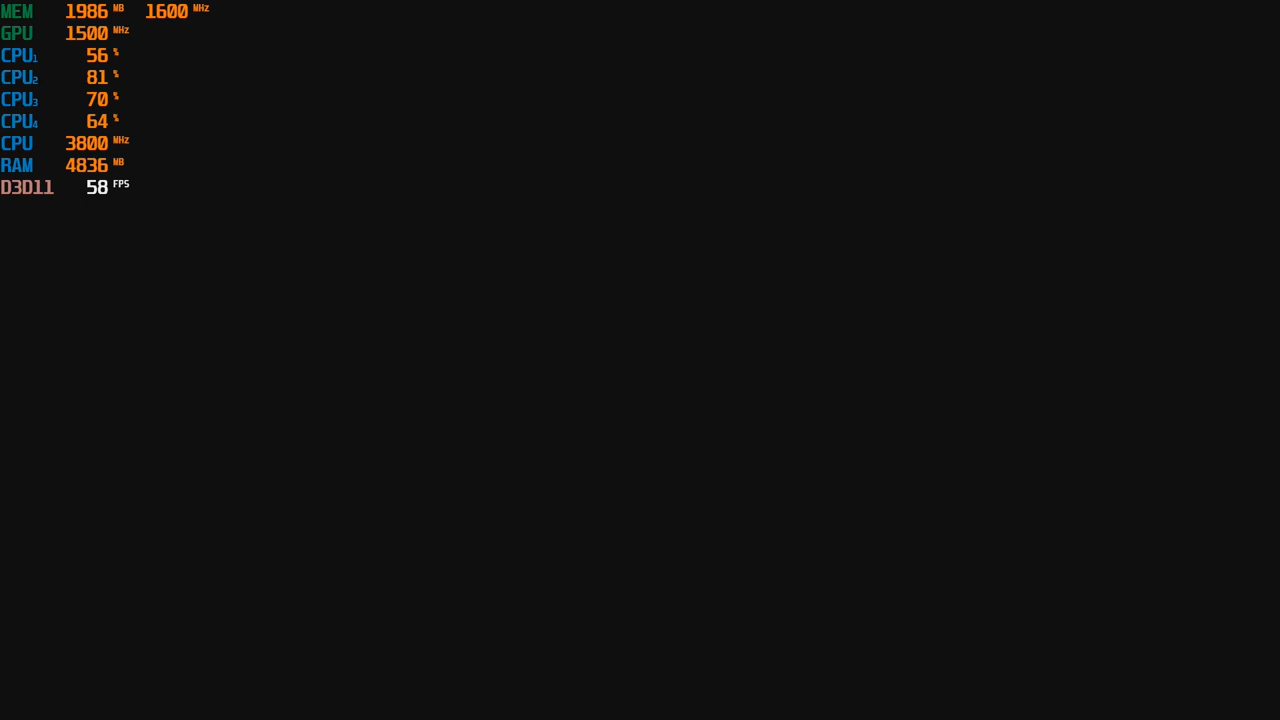 MEM 1986 MB 1600 MHz
GPU 1500 MHz
CPU1 56 %
CPU2 81 %
CPU3 70 %
CPU4 64 %
CPU 3800 MHz
RAM 4836 MB
D3D11 58 FPS